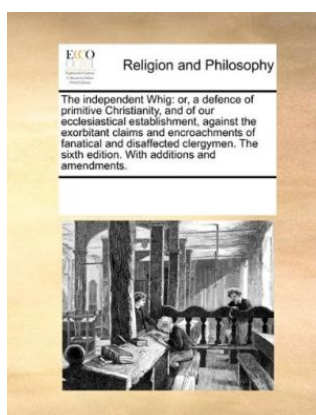 ECCO
Religion and Philosophy
The independent Whig: or, a defence of
primitive Christianity, and of our
ecclesiastical establishment, against the
exorbitant claims and encroachments of
fanatical and disaffected clergymen. The
sixth edition. With additions and
amendments.